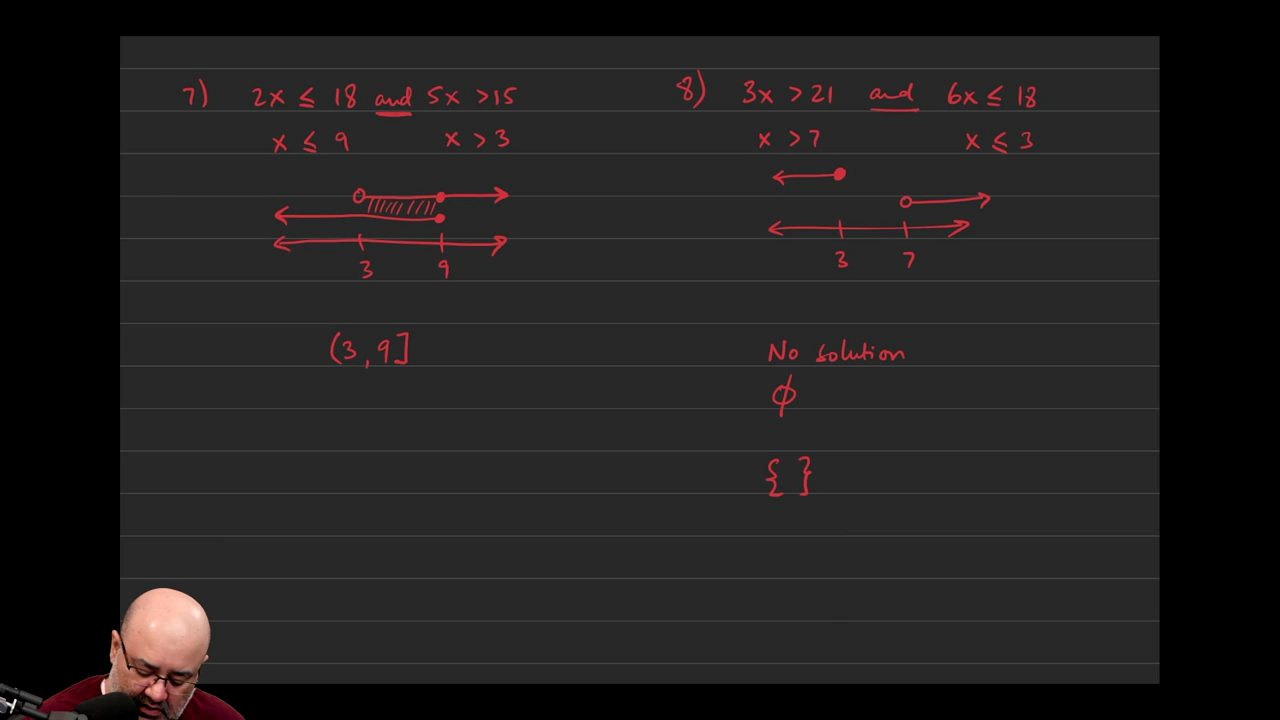 7) 2x ≤ 18 and 5x > 15
x ≤ 9 x > 3
3 9
(3, 9]
8) 3x > 21 and 6x ≤ 18
x > 7 x ≤ 3
3 7
No solution
ϕ
{ }